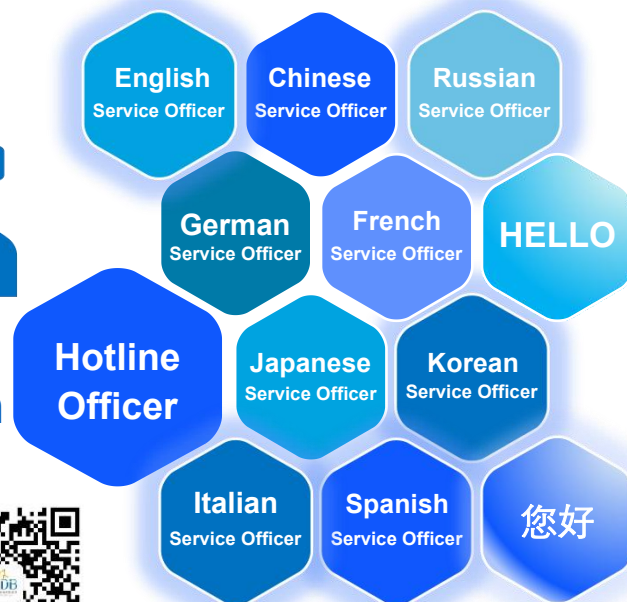 English
Service Officer
Chinese
Service Officer
Russian
Service Officer
German
Service Officer
French
Service Officer
HELLO
Hotline
Officer
Japanese
Service Officer
Korean
Service Officer
Italian
Service Officer
Spanish
Service Officer
您好